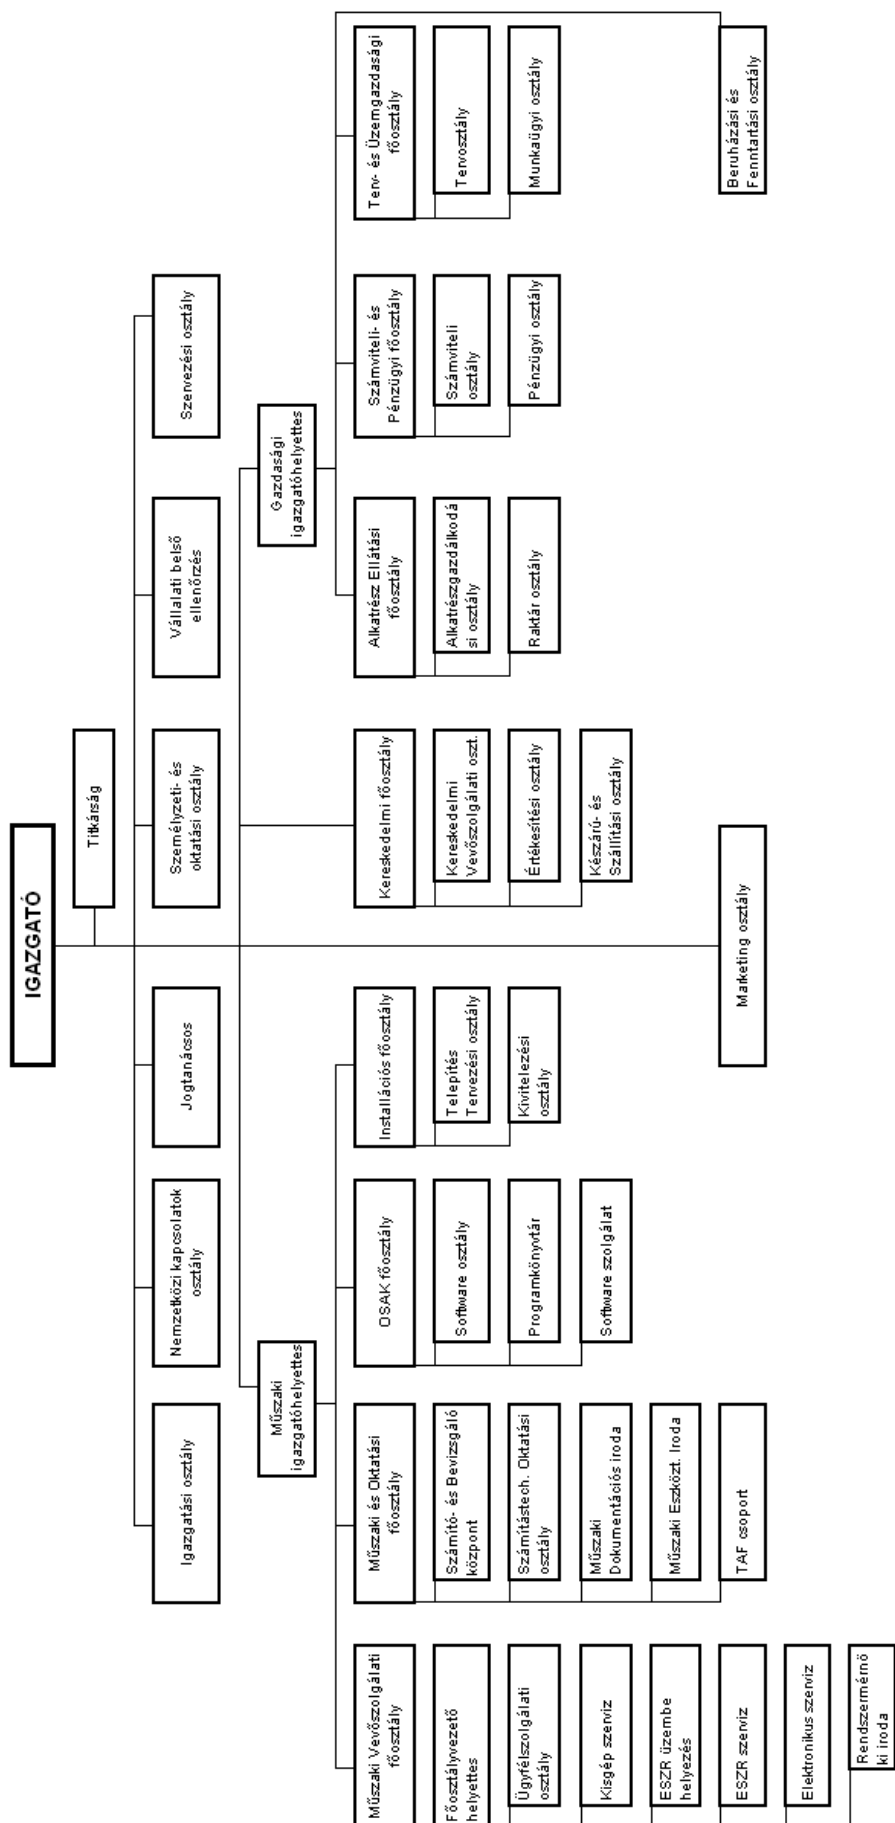 IGAZGATÓ
Titkárság
Igazgatási osztály
Nemzetközi kapcsolatok
osztály
Jogtanácsos
Személyzeti- és
oktatási osztály
Vállalati belső
ellenőrzés
Szervezési osztály
Műszaki
igazgatóhelyettes
Gazdasági
igazgatóhelyettes
Műszaki Vevőszolgálati
főosztály
Főosztályvezető
helyettes
Ügyfélszolgálati
osztály
Kisgép szerviz
ESZR üzembe
helyezés
ESZR szerviz
Elektronikus szerviz
Rendszermérnö
ki iroda
Műszaki és Oktatási
főosztály
Számító- és Bevizsgáló
központ
Számítástech. Oktatási
osztály
Műszaki
Dokumentációs iroda
Műszaki Eszközt. Iroda
TAF csoport
OSAK főosztály
Software osztály
Programkönyvtár
Software szolgálat
Installációs főosztály
Telepítés
Tervezési osztály
Kivitelezési
osztály
Kereskedelmi főosztály
Kereskedelmi
Vevőszolgálati oszt.
Értékesítési osztály
Készárú- és
Szállítási osztály
Marketing osztály
Alkatrész Ellátási
főosztály
Alkatrészgazdálkodá
si osztály
Raktár osztály
Számviteli- és
Pénzügyi főosztály
Számviteli
osztály
Pénzügyi osztály
Terv- és Üzemgazdasági
főosztály
Tervosztály
Munkaügyi osztály
Beruházási és
Fenntartási osztály